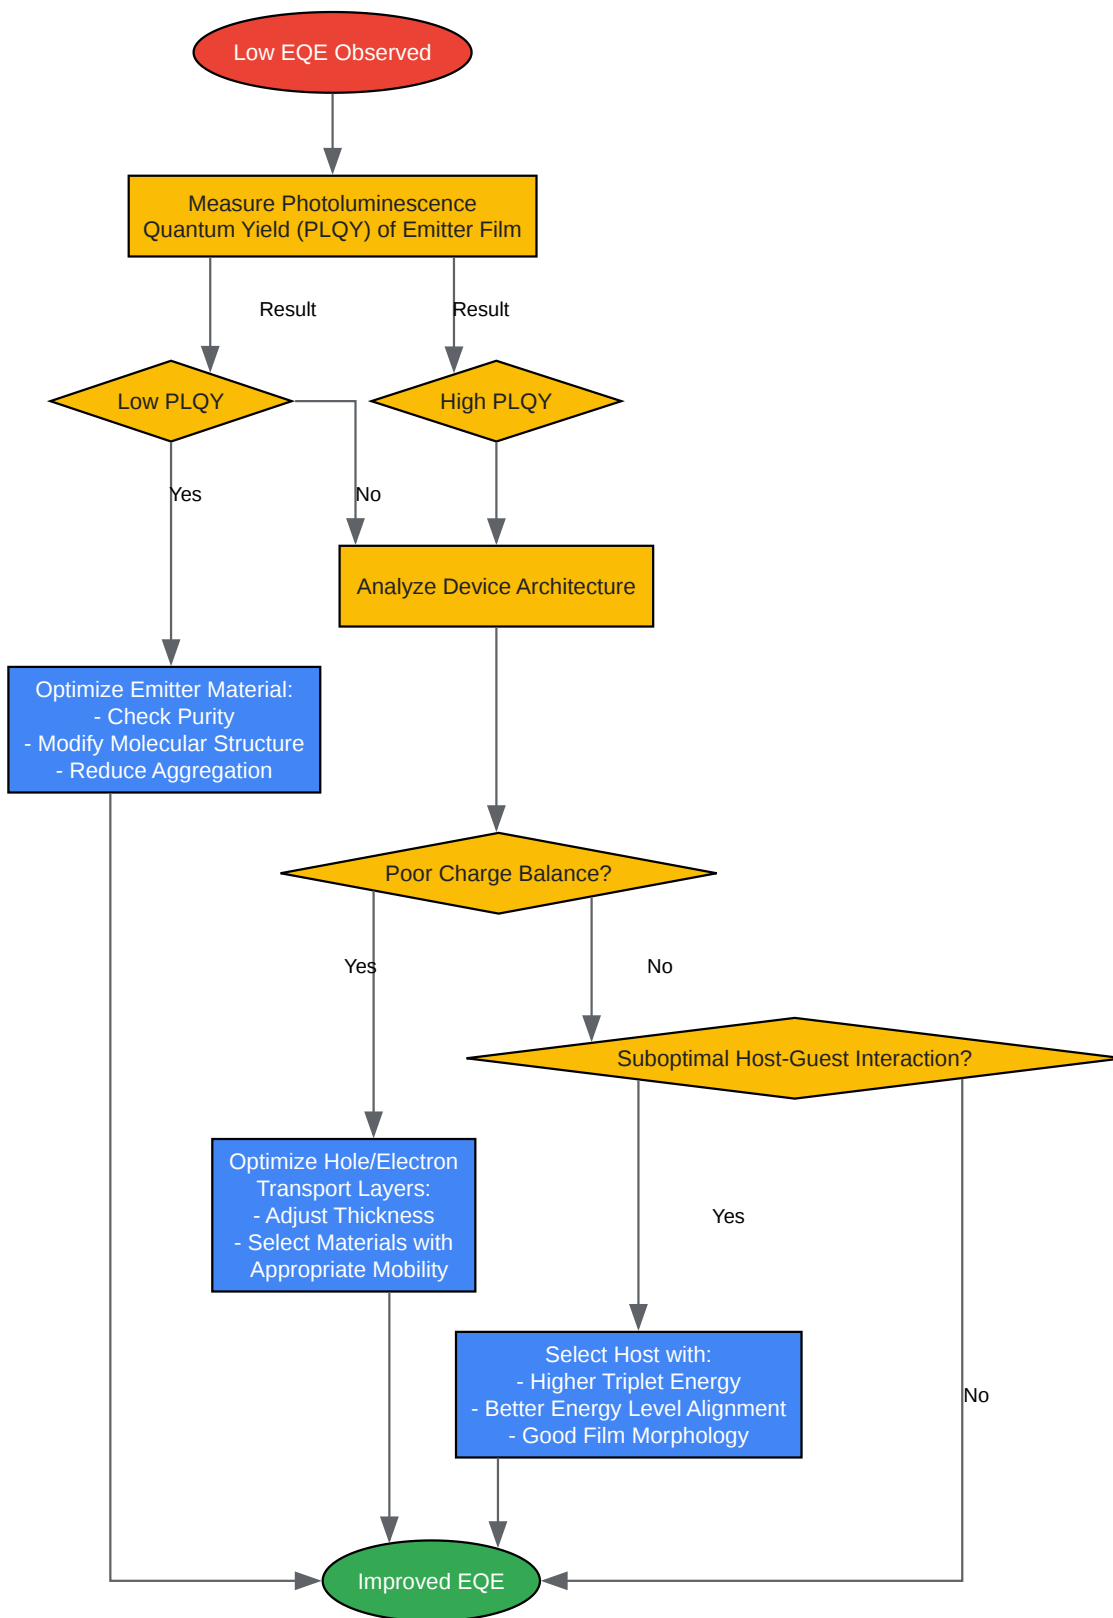 Low EQE Observed
Measure Photoluminescence
Quantum Yield (PLQY) of Emitter Film
Result
Result
Low PLQY
High PLQY
Yes
No
Analyze Device Architecture
Optimize Emitter Material:
- Check Purity
- Modify Molecular Structure
- Reduce Aggregation
Poor Charge Balance?
Yes
No
Suboptimal Host-Guest Interaction?
Optimize Hole/Electron
Transport Layers:
- Adjust Thickness
- Select Materials with
Appropriate Mobility
Yes
Select Host with:
- Higher Triplet Energy
- Better Energy Level Alignment
- Good Film Morphology
No
Improved EQE